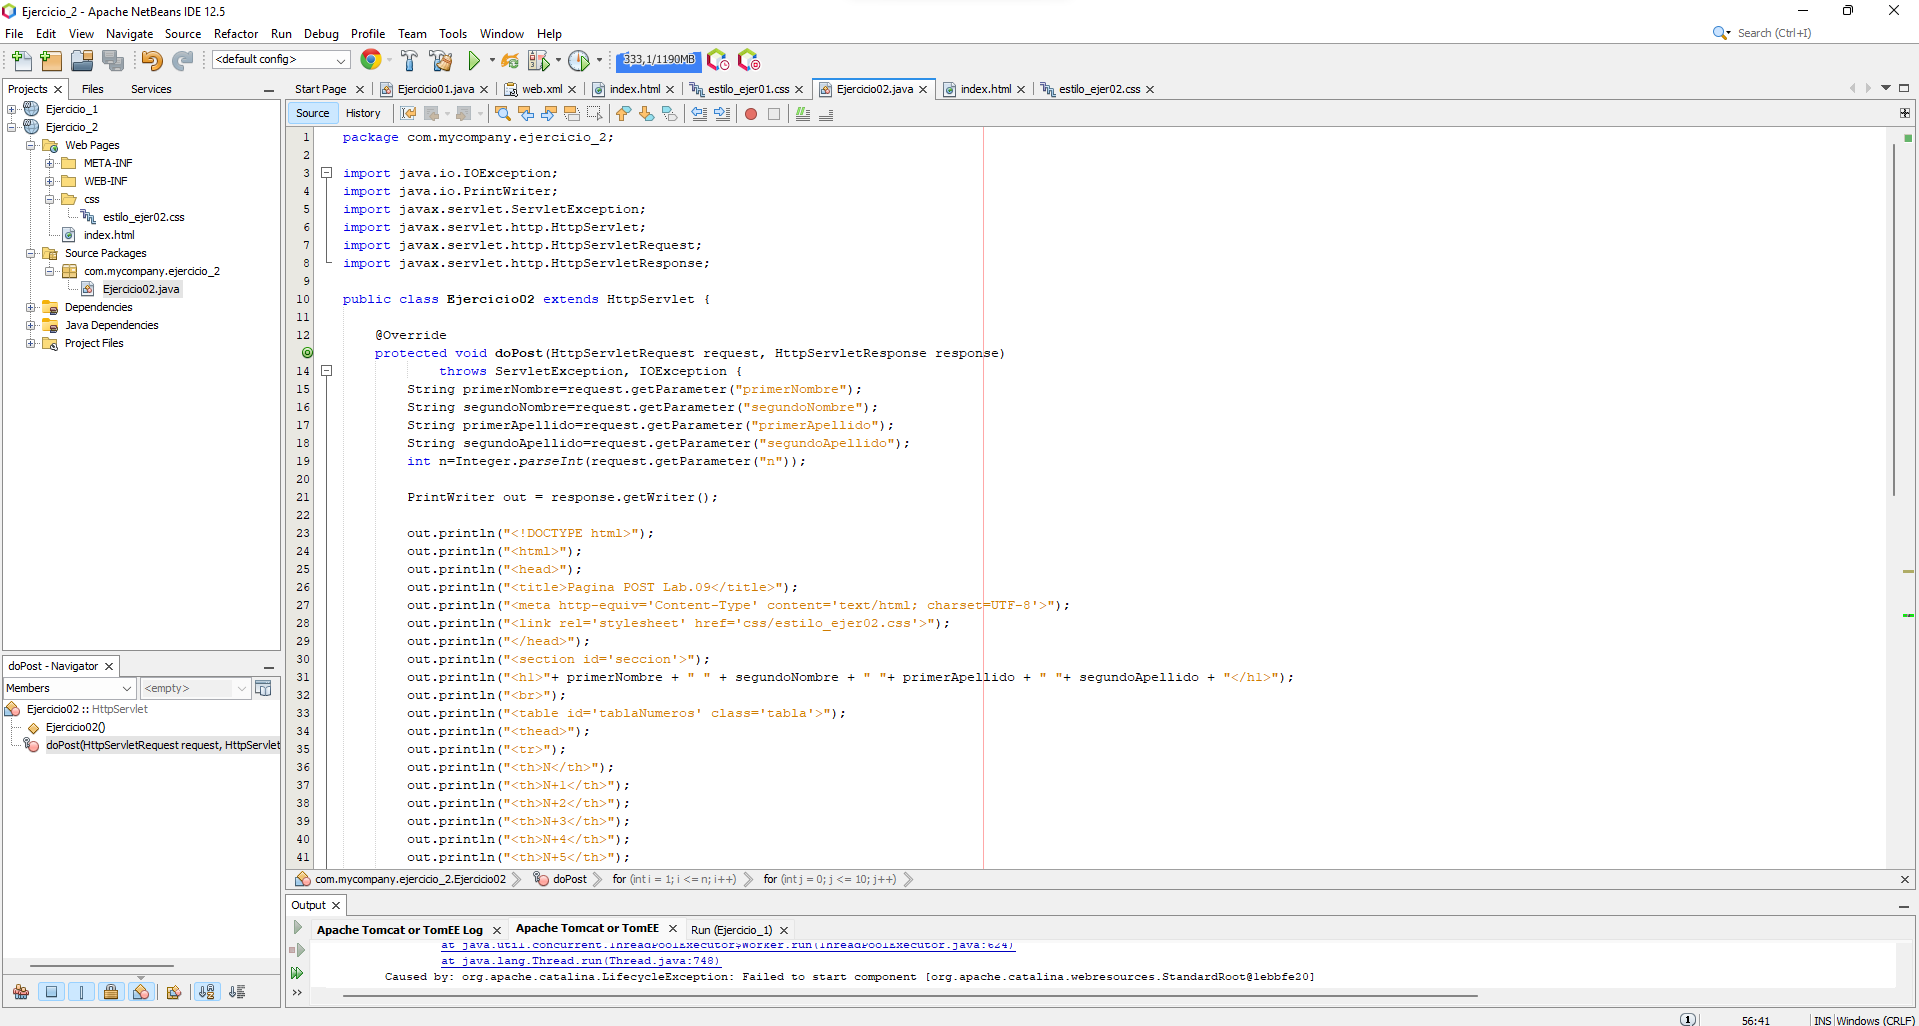 Ejercicio_2 - Apache NetBeans IDE 12.5
File Edit View Navigate Source Refactor Run Debug Profile Team Tools Window Help
Search (Ctrl+I)
<default config>
333,1/1190MB
Projects Files Services
Start Page Ejercicio01.java web.xml index.html estilo_ejer01.css Ejercicio02.java index.html estilo_ejer02.css
Source History
Ejercicio_1
Ejercicio_2
Web Pages
META-INF
WEB-INF
css
estilo_ejer02.css
index.html
Source Packages
com.mycompany.ejercicio_2
Ejercicio02.java
Dependencies
Java Dependencies
Project Files
doPost - Navigator
Members <empty>
Ejercicio02 :: HttpServlet
Ejercicio02()
doPost(HttpServletRequest request, HttpServlet
1 package com.mycompany.ejercicio_2;
2
3 import java.io.IOException;
4 import java.io.PrintWriter;
5 import javax.servlet.ServletException;
6 import javax.servlet.http.HttpServlet;
7 import javax.servlet.http.HttpServletRequest;
8 import javax.servlet.http.HttpServletResponse;
9
10 public class Ejercicio02 extends HttpServlet {
11
12 @Override
protected void doPost(HttpServletRequest request, HttpServletResponse response)
14 throws ServletException, IOException {
15 String primerNombre=request.getParameter("primerNombre");
16 String segundoNombre=request.getParameter("segundoNombre");
17 String primerApellido=request.getParameter("primerApellido");
18 String segundoApellido=request.getParameter("segundoApellido");
19 int n=Integer.parseInt(request.getParameter("n"));
20
21 PrintWriter out = response.getWriter();
22
23 out.println("<!DOCTYPE html>");
24 out.println("<html>");
25 out.println("<head>");
26 out.println("<title>Pagina POST Lab.09</title>");
27 out.println("<meta http-equiv='Content-Type' content='text/html; charset=UTF-8'>");
28 out.println("<link rel='stylesheet' href='css/estilo_ejer02.css'>");
29 out.println("</head>");
30 out.println("<section id='seccion'>");
31 out.println("<h1>"+ primerNombre + " " + segundoNombre + " "+ primerApellido + " "+ segundoApellido + "</h1>");
32 out.println("<br>");
33 out.println("<table id='tablaNumeros' class='tabla'>");
34 out.println("<thead>");
35 out.println("<tr>");
36 out.println("<th>N</th>");
37 out.println("<th>N+1</th>");
38 out.println("<th>N+2</th>");
39 out.println("<th>N+3</th>");
40 out.println("<th>N+4</th>");
41 out.println("<th>N+5</th>");
com.mycompany.ejercicio_2.Ejercicio02 doPost for (int i = 1; i <= n; i++) for (int j = 0; j <= 10; j++)
Output
Apache Tomcat or TomEE Log Apache Tomcat or TomEE Run (Ejercicio_1)
at java.util.concurrent.ThreadPoolExecutor$Worker.run(ThreadPoolExecutor.java:624)
at java.lang.Thread.run(Thread.java:748)
Caused by: org.apache.catalina.LifecycleException: Failed to start component [org.apache.catalina.webresources.StandardRoot@1ebbfe20]
1 56:41 INS Windows (CRLF)